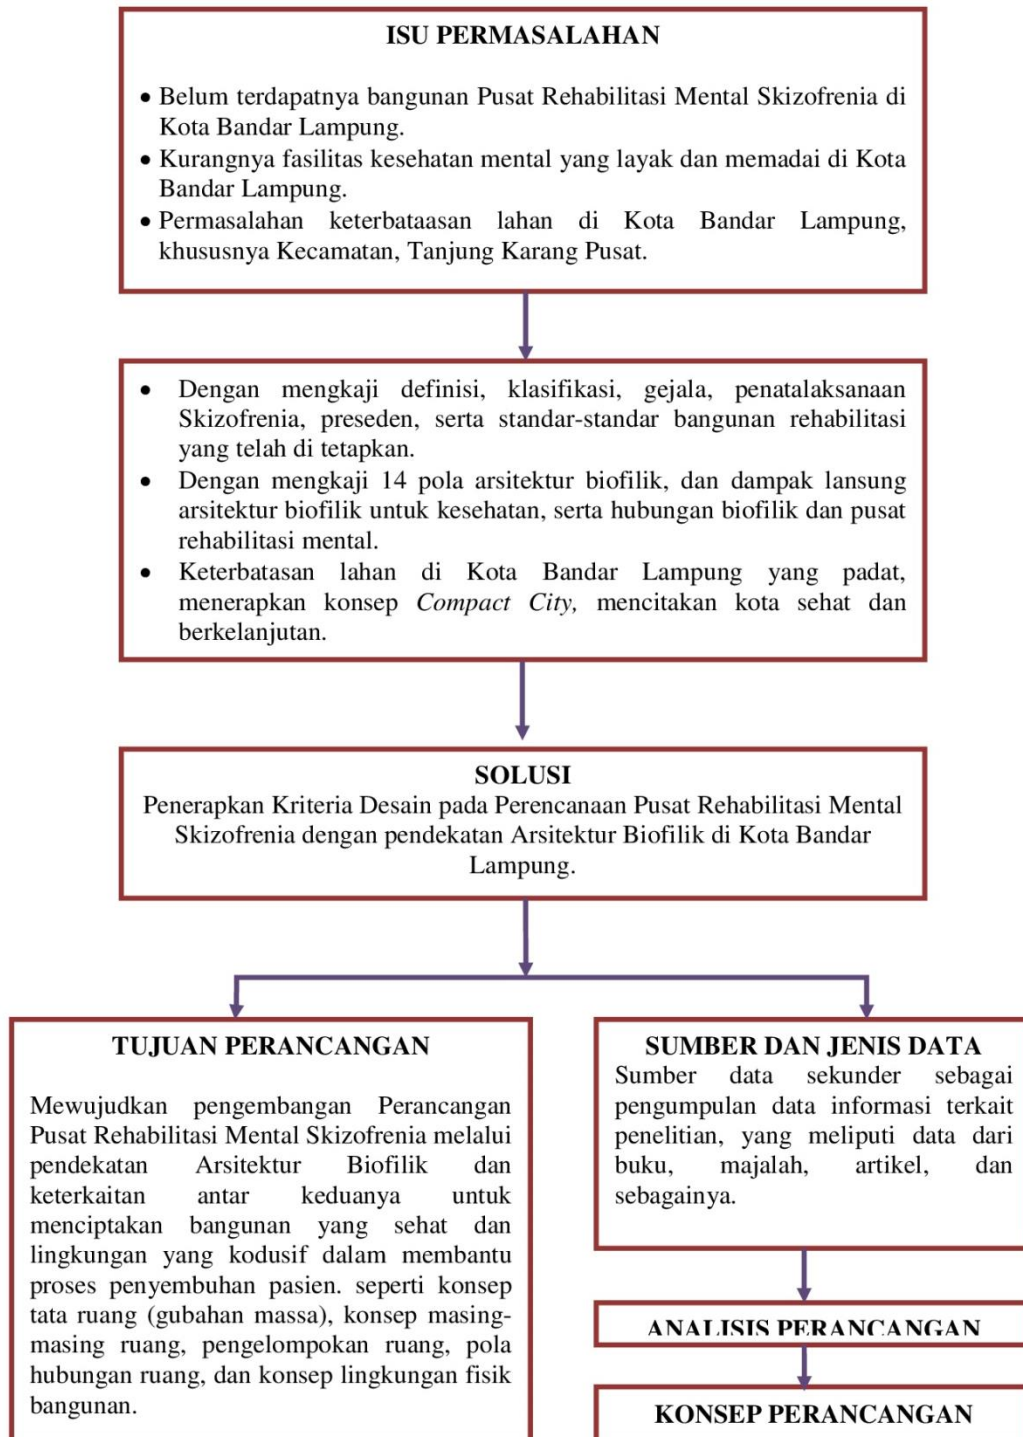 ISU PERMASALAHAN
• Belum terdapatnya bangunan Pusat Rehabilitasi Mental Skizofrenia di
Kota Bandar Lampung.
• Kurangnya fasilitas kesehatan mental yang layak dan memadai di Kota
Bandar Lampung.
• Permasalahan keterbataasan lahan di Kota Bandar Lampung,
khususnya Kecamatan, Tanjung Karang Pusat.
• Dengan mengkaji definisi, klasifikasi, gejala, penatalaksanaan
Skizofrenia, preseden, serta standar-standar bangunan rehabilitasi
yang telah di tetapkan.
• Dengan mengkaji 14 pola arsitektur biofilik, dan dampak lansung
arsitektur biofilik untuk kesehatan, serta hubungan biofilik dan pusat
rehabilitasi mental.
• Keterbatasan lahan di Kota Bandar Lampung yang padat,
menerapkan konsep Compact City, mencitakan kota sehat dan
berkelanjutan.
SOLUSI
Penerapkan Kriteria Desain pada Perencanaan Pusat Rehabilitasi Mental
Skizofrenia dengan pendekatan Arsitektur Biofilik di Kota Bandar
Lampung.
TUJUAN PERANCANGAN
Mewujudkan pengembangan Perancangan
Pusat Rehabilitasi Mental Skizofrenia melalui
pendekatan Arsitektur Biofilik dan
keterkaitan antar keduanya untuk
menciptakan bangunan yang sehat dan
lingkungan yang kodusif dalam membantu
proses penyembuhan pasien. seperti konsep
tata ruang (gubahan massa), konsep masing-
masing ruang, pengelompokan ruang, pola
hubungan ruang, dan konsep lingkungan fisik
bangunan.
SUMBER DAN JENIS DATA
Sumber data sekunder sebagai
pengumpulan data informasi terkait
penelitian, yang meliputi data dari
buku, majalah, artikel, dan
sebagainya.
ANALISIS PERANCANGAN
KONSEP PERANCANGAN